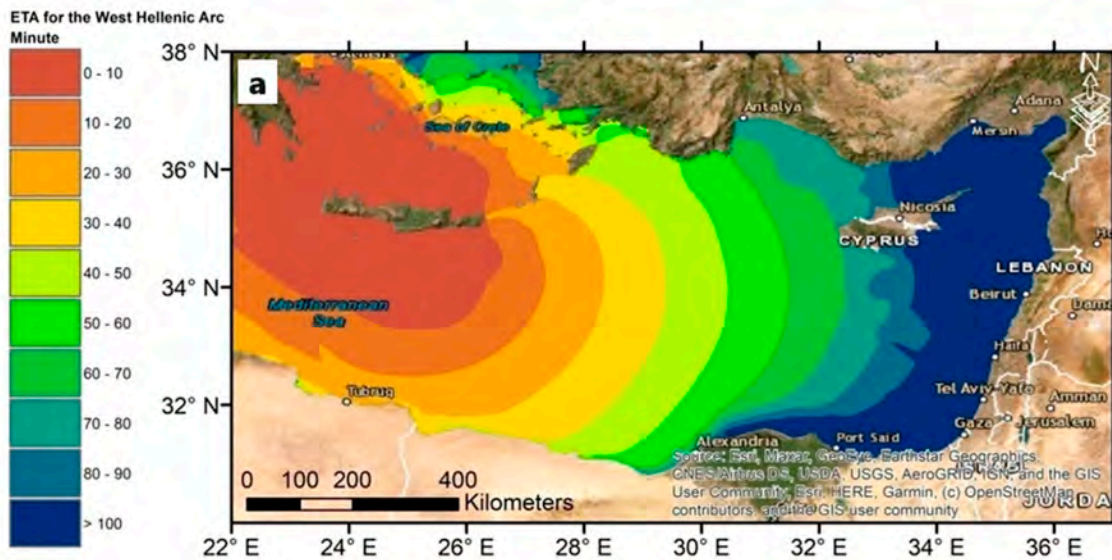 ETA for the West Hellenic Arc
Minute
0 - 10
10 - 20
20 - 30
30 - 40
40 - 50
50 - 60
60 - 70
70 - 80
80 - 90
> 100
38° N
36° N
34° N
32° N
a
N
Sea of Crete
Antalya
Adana
Mersin
Nicosia
CYPRUS
LEBANON
Beirut
Mediterranean
Sea
Haifa
Tubruq
Tel Aviv-Yafo
Amman
Gaza
Jerusalem
Alexandria
Port Said
Source: Esri, Maxar, GeoEye, Earthstar Geographics,
CNES/Airbus DS, USDA, USGS, AeroGRID, IGN, and the GIS
User Community, Esri, HERE, Garmin, (c) OpenStreetMap
contributors, and the GIS user community
0 100 200 400
Kilometers
22 E 24 E 26 E 28 E 30 E 32 E 34 E 36 E